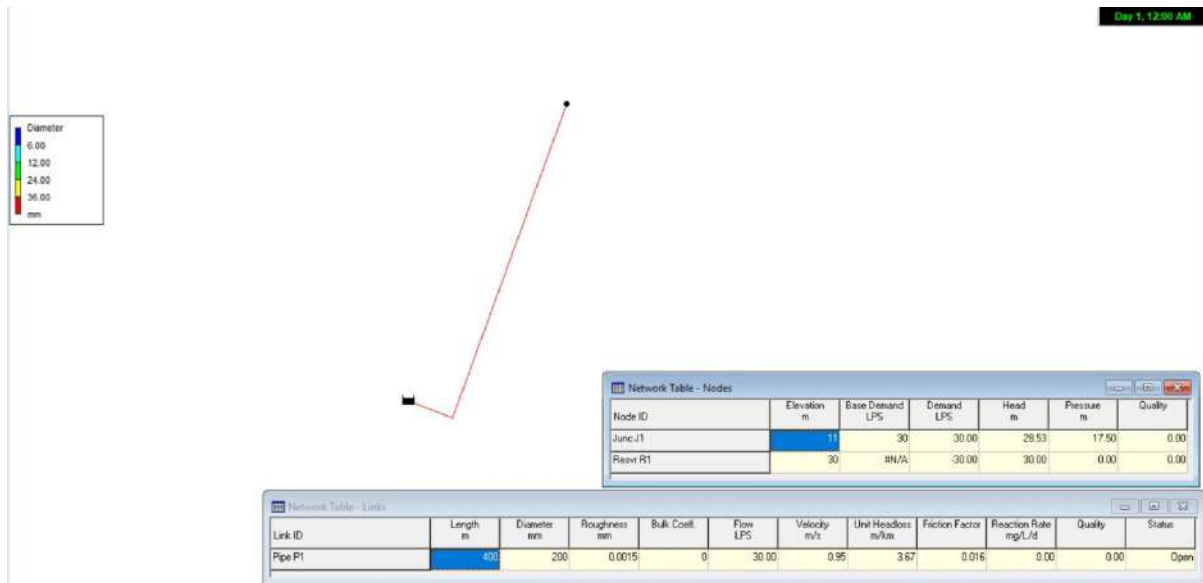 Day 1, 12:00 AM
Diameter
6.00
12.00
24.00
36.00
mm
Network Table - Nodes
Node ID Elevation m Base Demand LPS Demand LPS Head m Pressure m Quality
Junc J1 11 30 30.00 28.53 17.50 0.00
Resvr R1 30 #N/A -30.00 30.00 0.00 0.00
Network Table - Links
Link ID Length m Diameter mm Roughness mm Bulk Coeff. Flow LPS Velocity m/s Unit Headloss m/km Friction Factor Reaction Rate mg/L/d Quality Status
Pipe P1 400 200 0.0015 0 30.00 0.95 3.67 0.016 0.00 0.00 Open